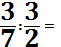 3/7 : 3/2 =